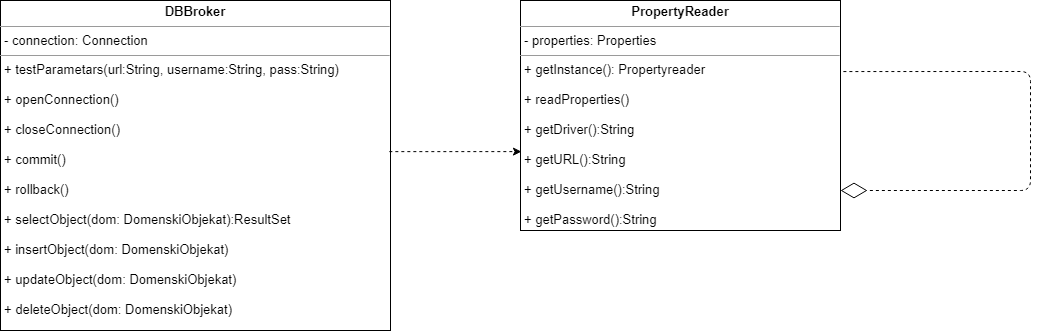 DBBroker
- connection: Connection
+ testParametars(url:String, username:String, pass:String)
+ openConnection()
+ closeConnection()
+ commit()
+ rollback()
+ selectObject(dom: DomenskiObjekat):ResultSet
+ insertObject(dom: DomenskiObjekat)
+ updateObject(dom: DomenskiObjekat)
+ deleteObject(dom: DomenskiObjekat)
PropertyReader
- properties: Properties
+ getInstance(): Propertyreader
+ readProperties()
+ getDriver():String
+ getURL():String
+ getUsername():String
+ getPassword():String